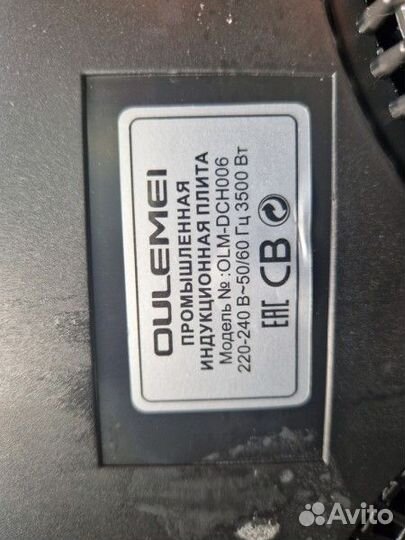 OULEMEI
ПРОМЫШЛЕННАЯ
ИНДУКЦИОННАЯ ПЛИТА
Модель № :OLM-DCH006
220-240 В~50/60 Гц 3500 Вт
EAC CB
Avito